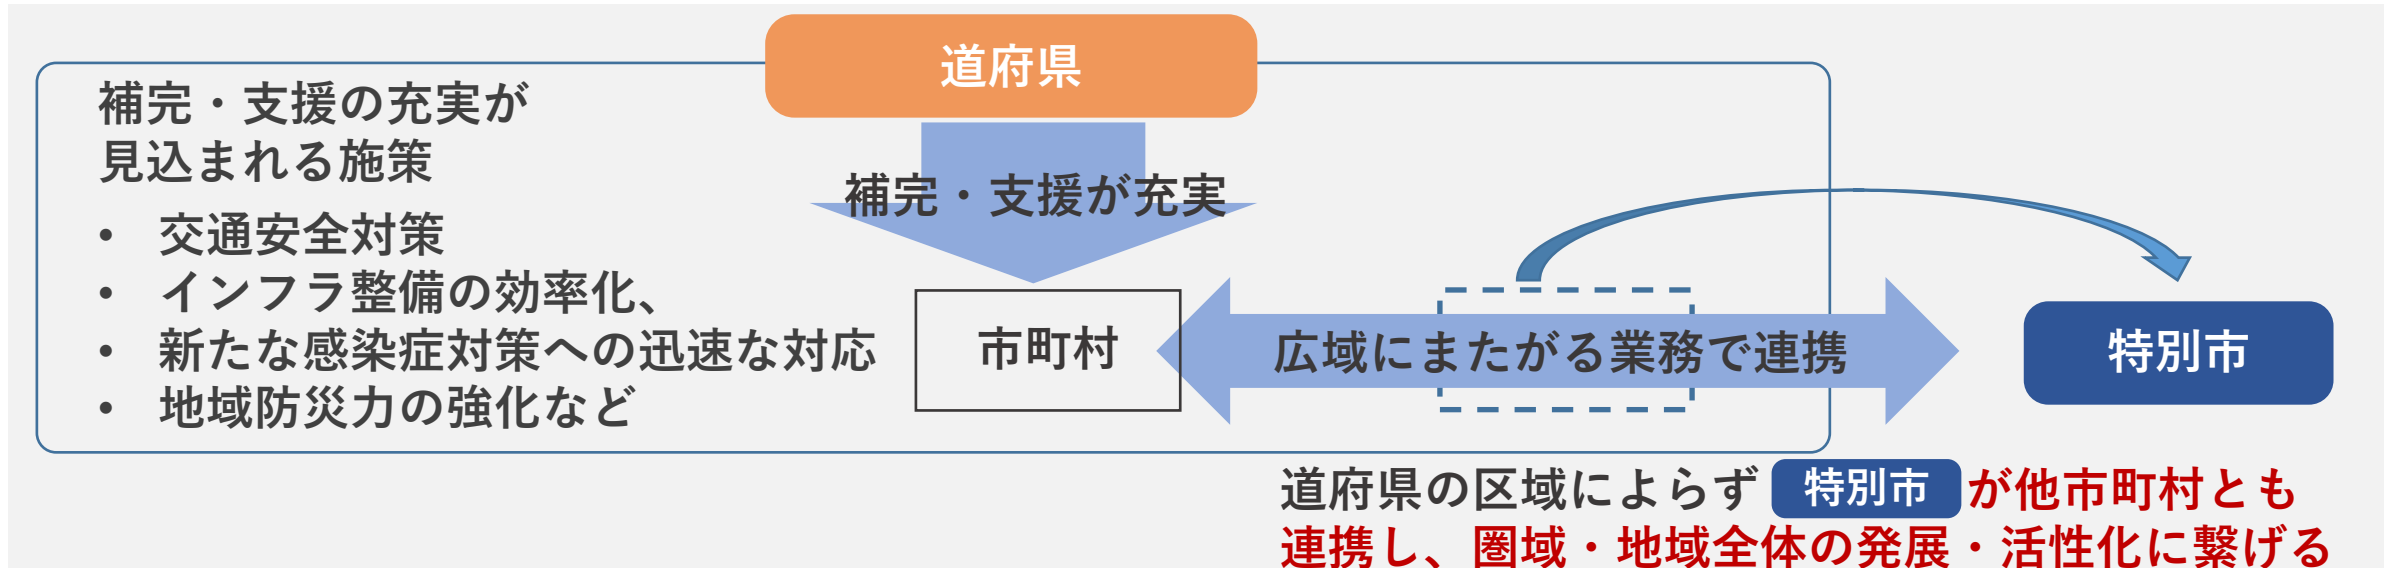 道府県
補完・支援の充実が
見込まれる施策
• 交通安全対策
• インフラ整備の効率化、
• 新たな感染症対策への迅速な対応
• 地域防災力の強化など
補完・支援が充実
市町村
広域にまたがる業務で連携
特別市
道府県の区域によらず 特別市 が他市町村とも
連携し、圏域・地域全体の発展・活性化に繋げる